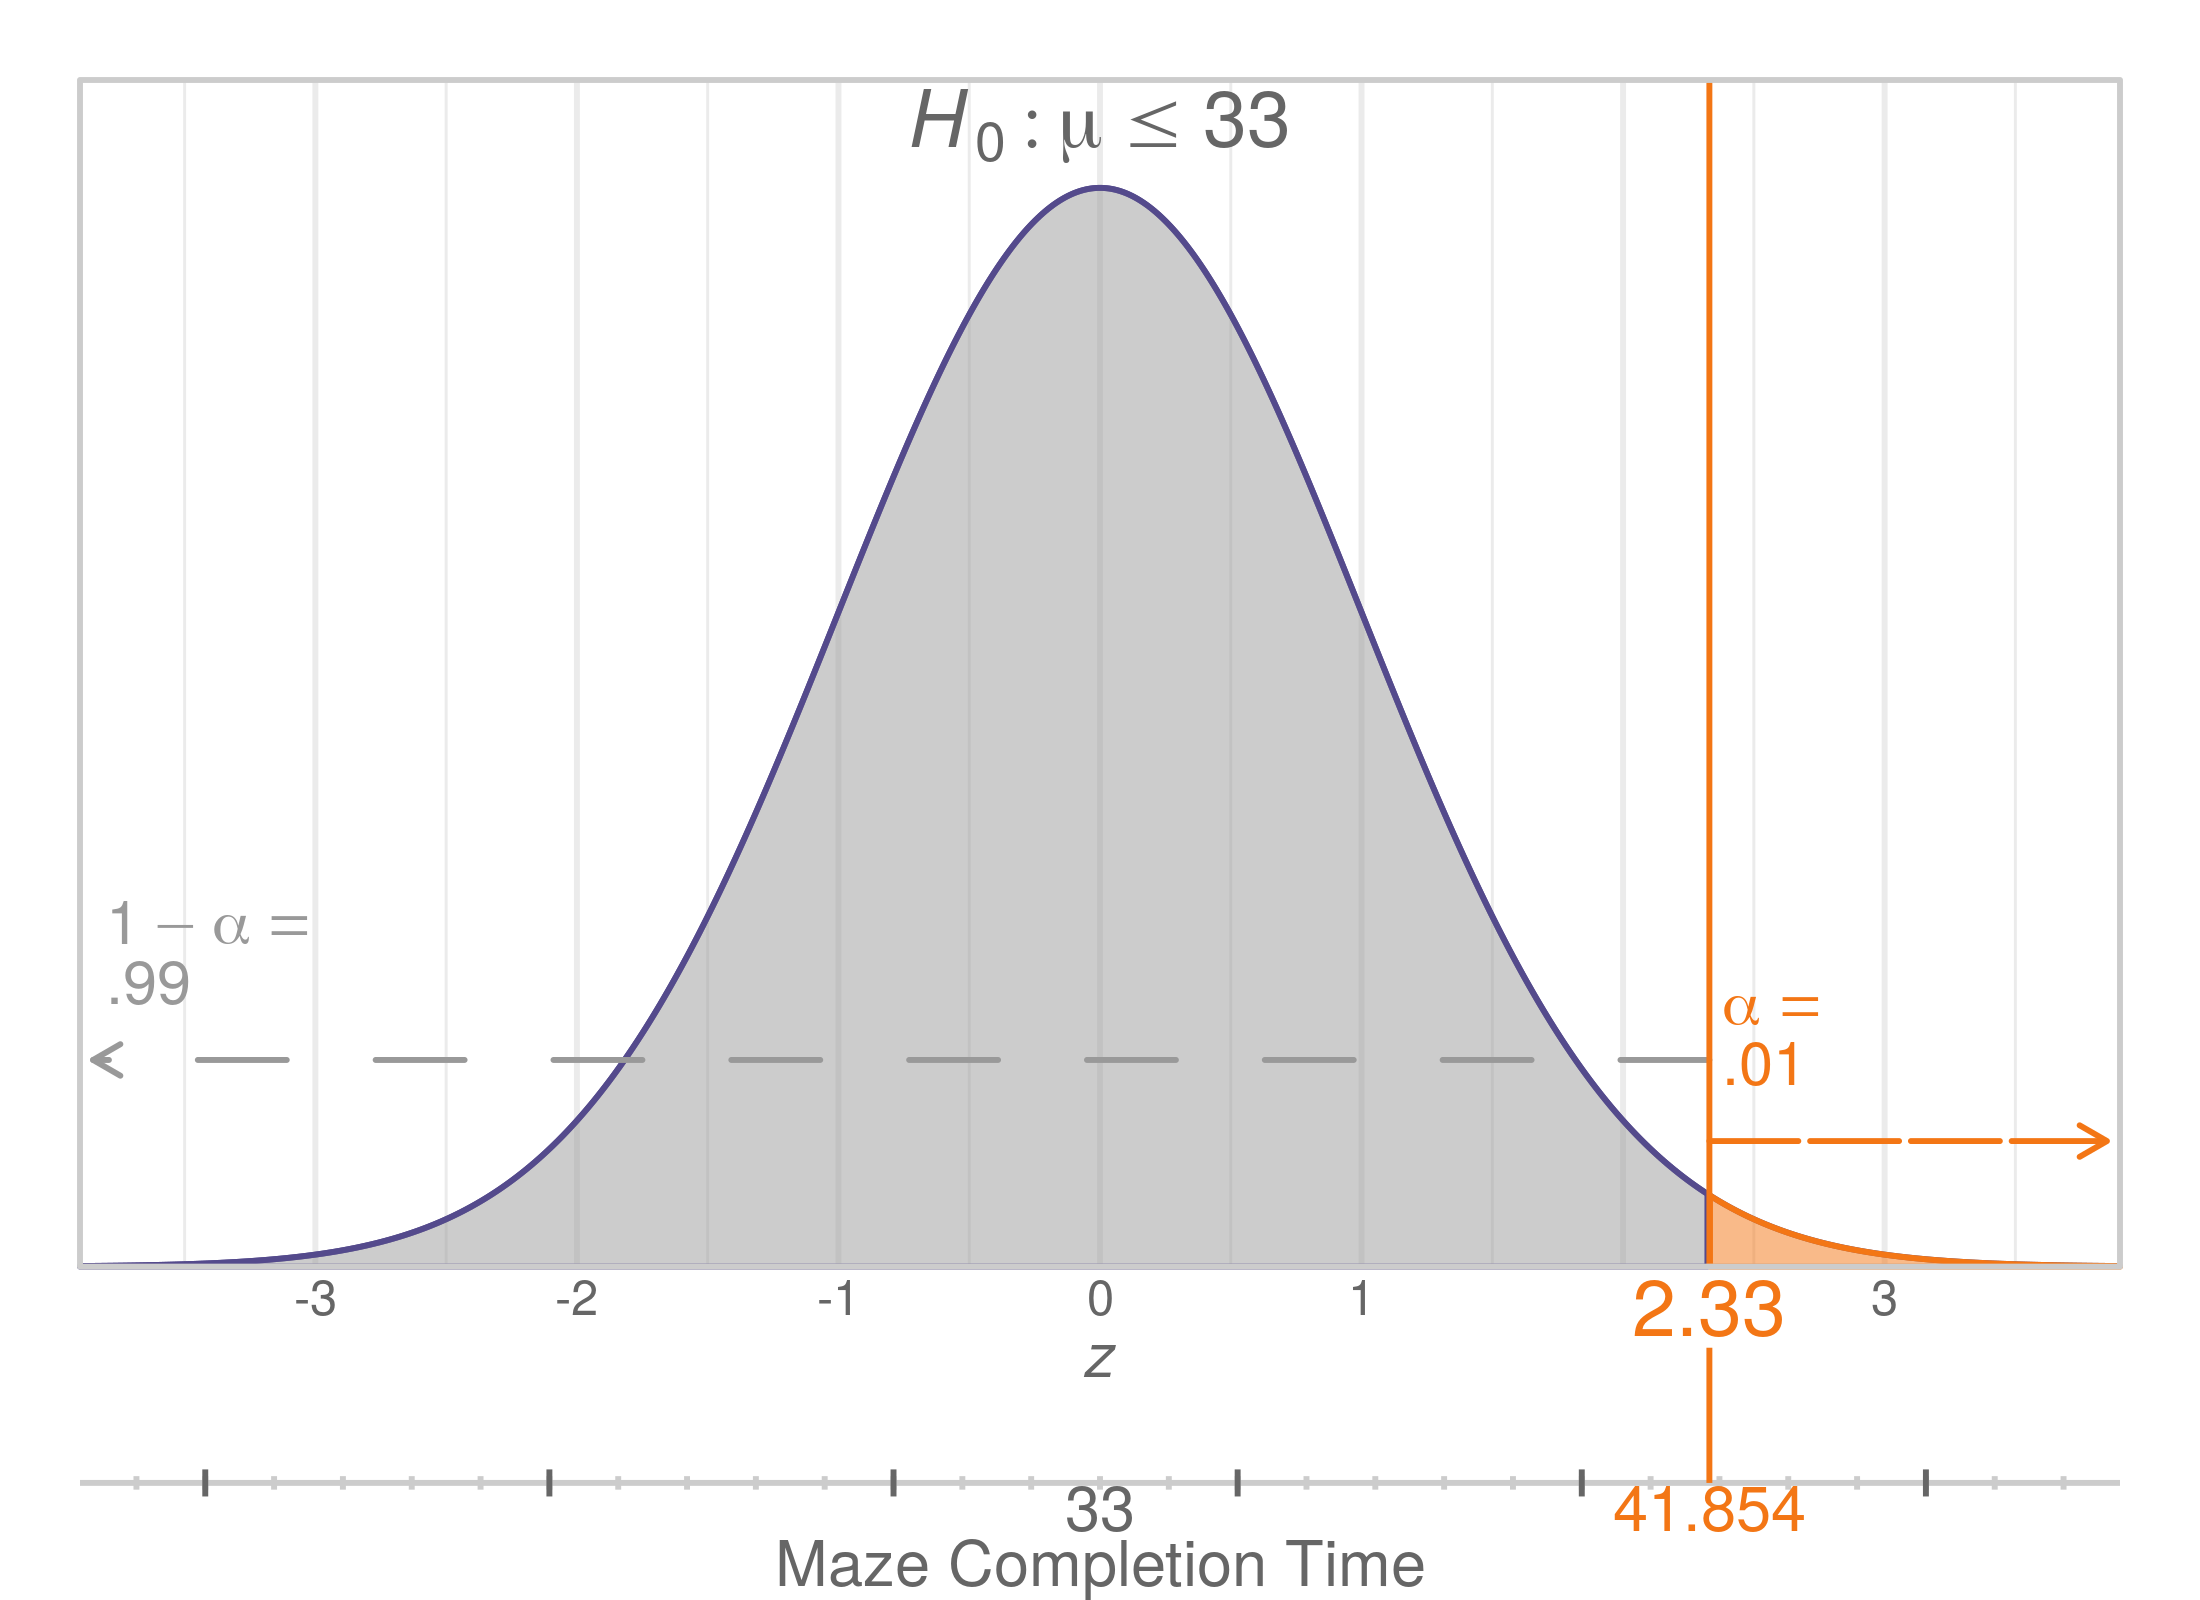 H₀ : μ ≤ 33
1 − α =
.99
α =
.01
-3 -2 -1 0 1 2.33 3
z
33 41.854
Maze Completion Time